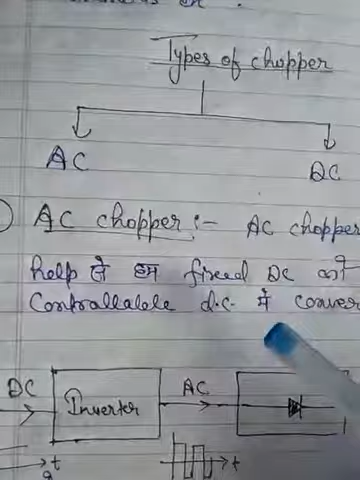 Types of chopper
AC
DC
AC chopper :- AC chopper
help से हम fixed DC को
Controllable d.c. में conver
DC
Inverter
AC
t
t